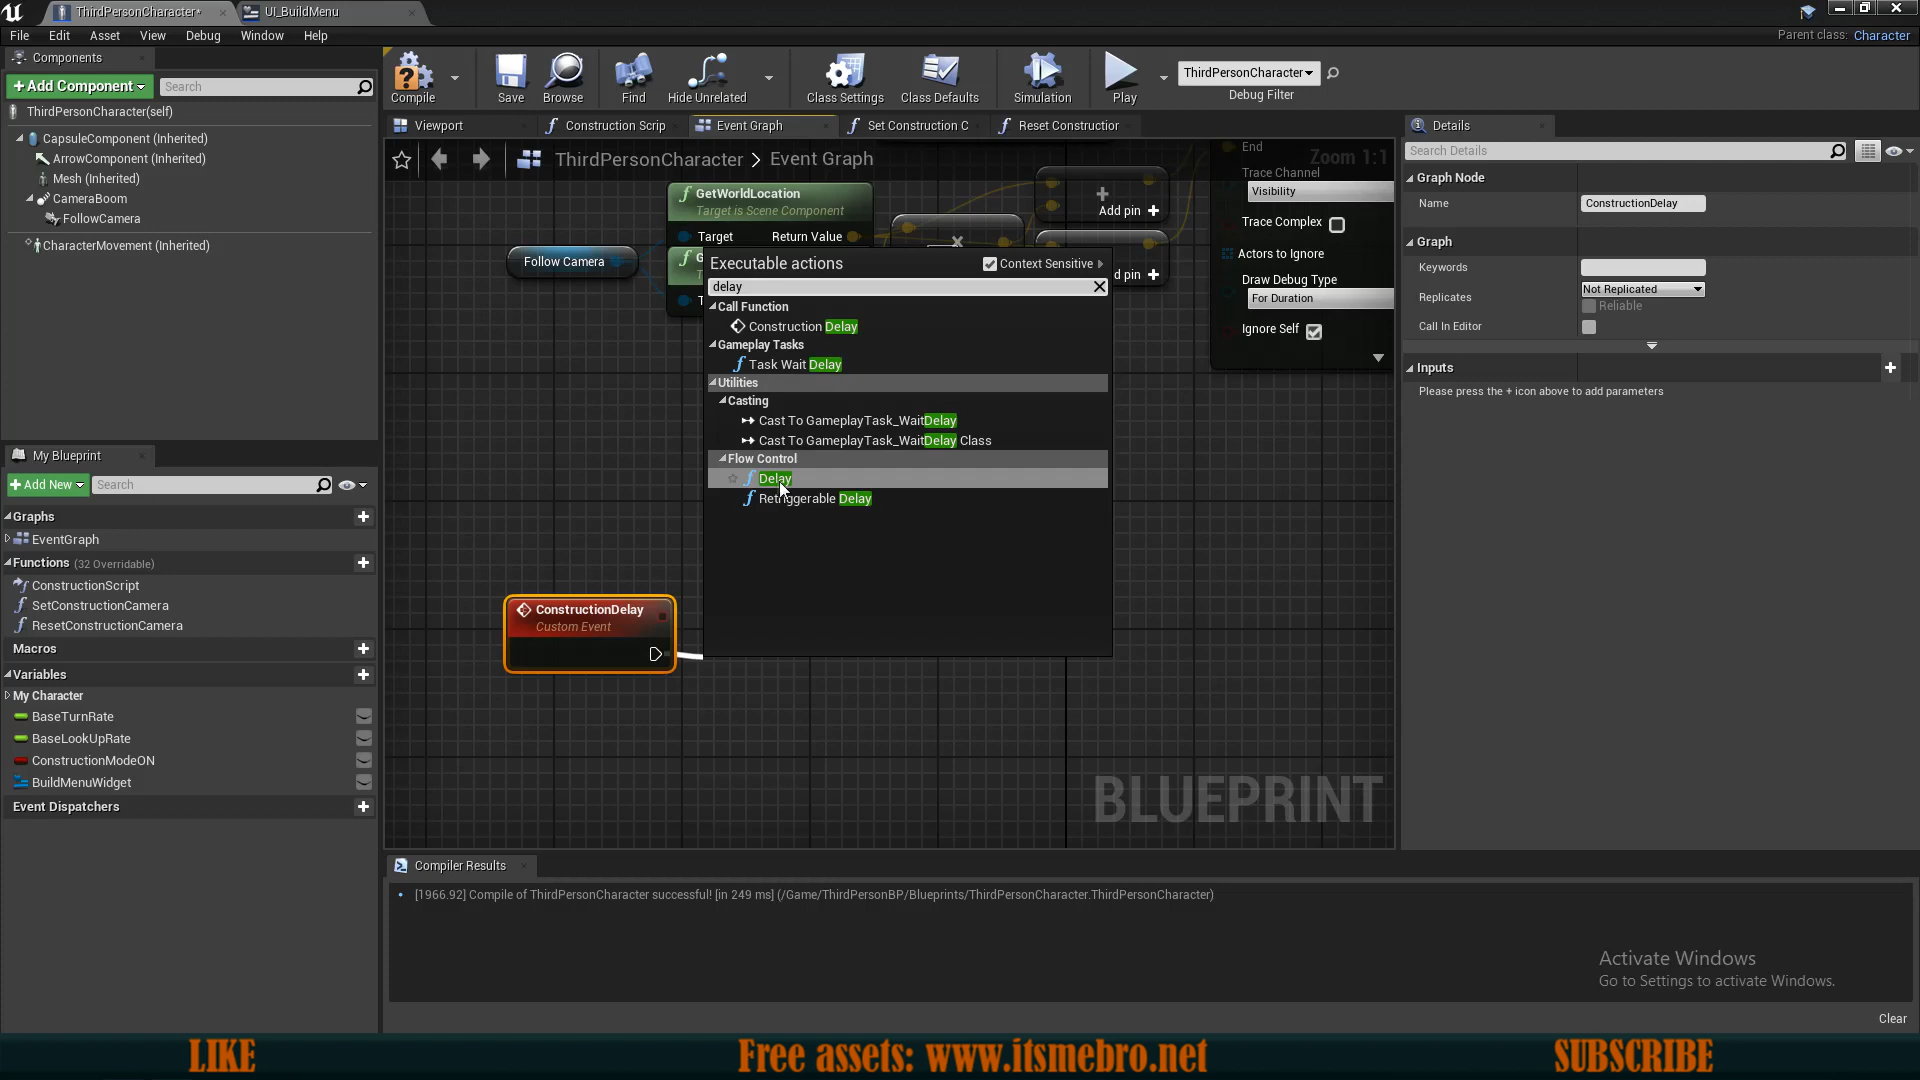 ThirdPersonCharacter*
UI_BuildMenu
File Edit Asset View Debug Window Help
Parent class: Character
Components
+Add Component
Search
ThirdPersonCharacter(self)
CapsuleComponent (Inherited)
ArrowComponent (Inherited)
Mesh (Inherited)
CameraBoom
FollowCamera
CharacterMovement (Inherited)
Compile
Save
Browse
Find
Hide Unrelated
Class Settings
Class Defaults
Simulation
Play
ThirdPersonCharacter
Debug Filter
Viewport
Construction Scrip
Event Graph
Set Construction C
Reset Constructior
ThirdPersonCharacter > Event Graph
Zoom 1:1
GetWorldLocation
Target is Scene Component
Target Return Value
Follow Camera
Add pin +
d pin +
End
Trace Channel
Visibility
Trace Complex
Actors to Ignore
Draw Debug Type
For Duration
Ignore Self
Executable actions
Context Sensitive
delay
Call Function
Construction Delay
Gameplay Tasks
Task Wait Delay
Utilities
Casting
Cast To GameplayTask_WaitDelay
Cast To GameplayTask_WaitDelay Class
Flow Control
Delay
Retriggerable Delay
ConstructionDelay
Custom Event
BLUEPRINT
My Blueprint
+Add New
Search
Graphs
EventGraph
Functions (32 Overridable)
ConstructionScript
SetConstructionCamera
ResetConstructionCamera
Macros
Variables
My Character
BaseTurnRate
BaseLookUpRate
ConstructionModeON
BuildMenuWidget
Event Dispatchers
Details
Search Details
Graph Node
Name ConstructionDelay
Graph
Keywords
Replicates Not Replicated
Reliable
Call In Editor
Inputs
Please press the + icon above to add parameters
Compiler Results
[1966.92] Compile of ThirdPersonCharacter successful! [in 249 ms] (/Game/ThirdPersonBP/Blueprints/ThirdPersonCharacter.ThirdPersonCharacter)
Activate Windows
Go to Settings to activate Windows.
Clear
LIKE
Free assets: www.itsmebro.net
SUBSCRIBE